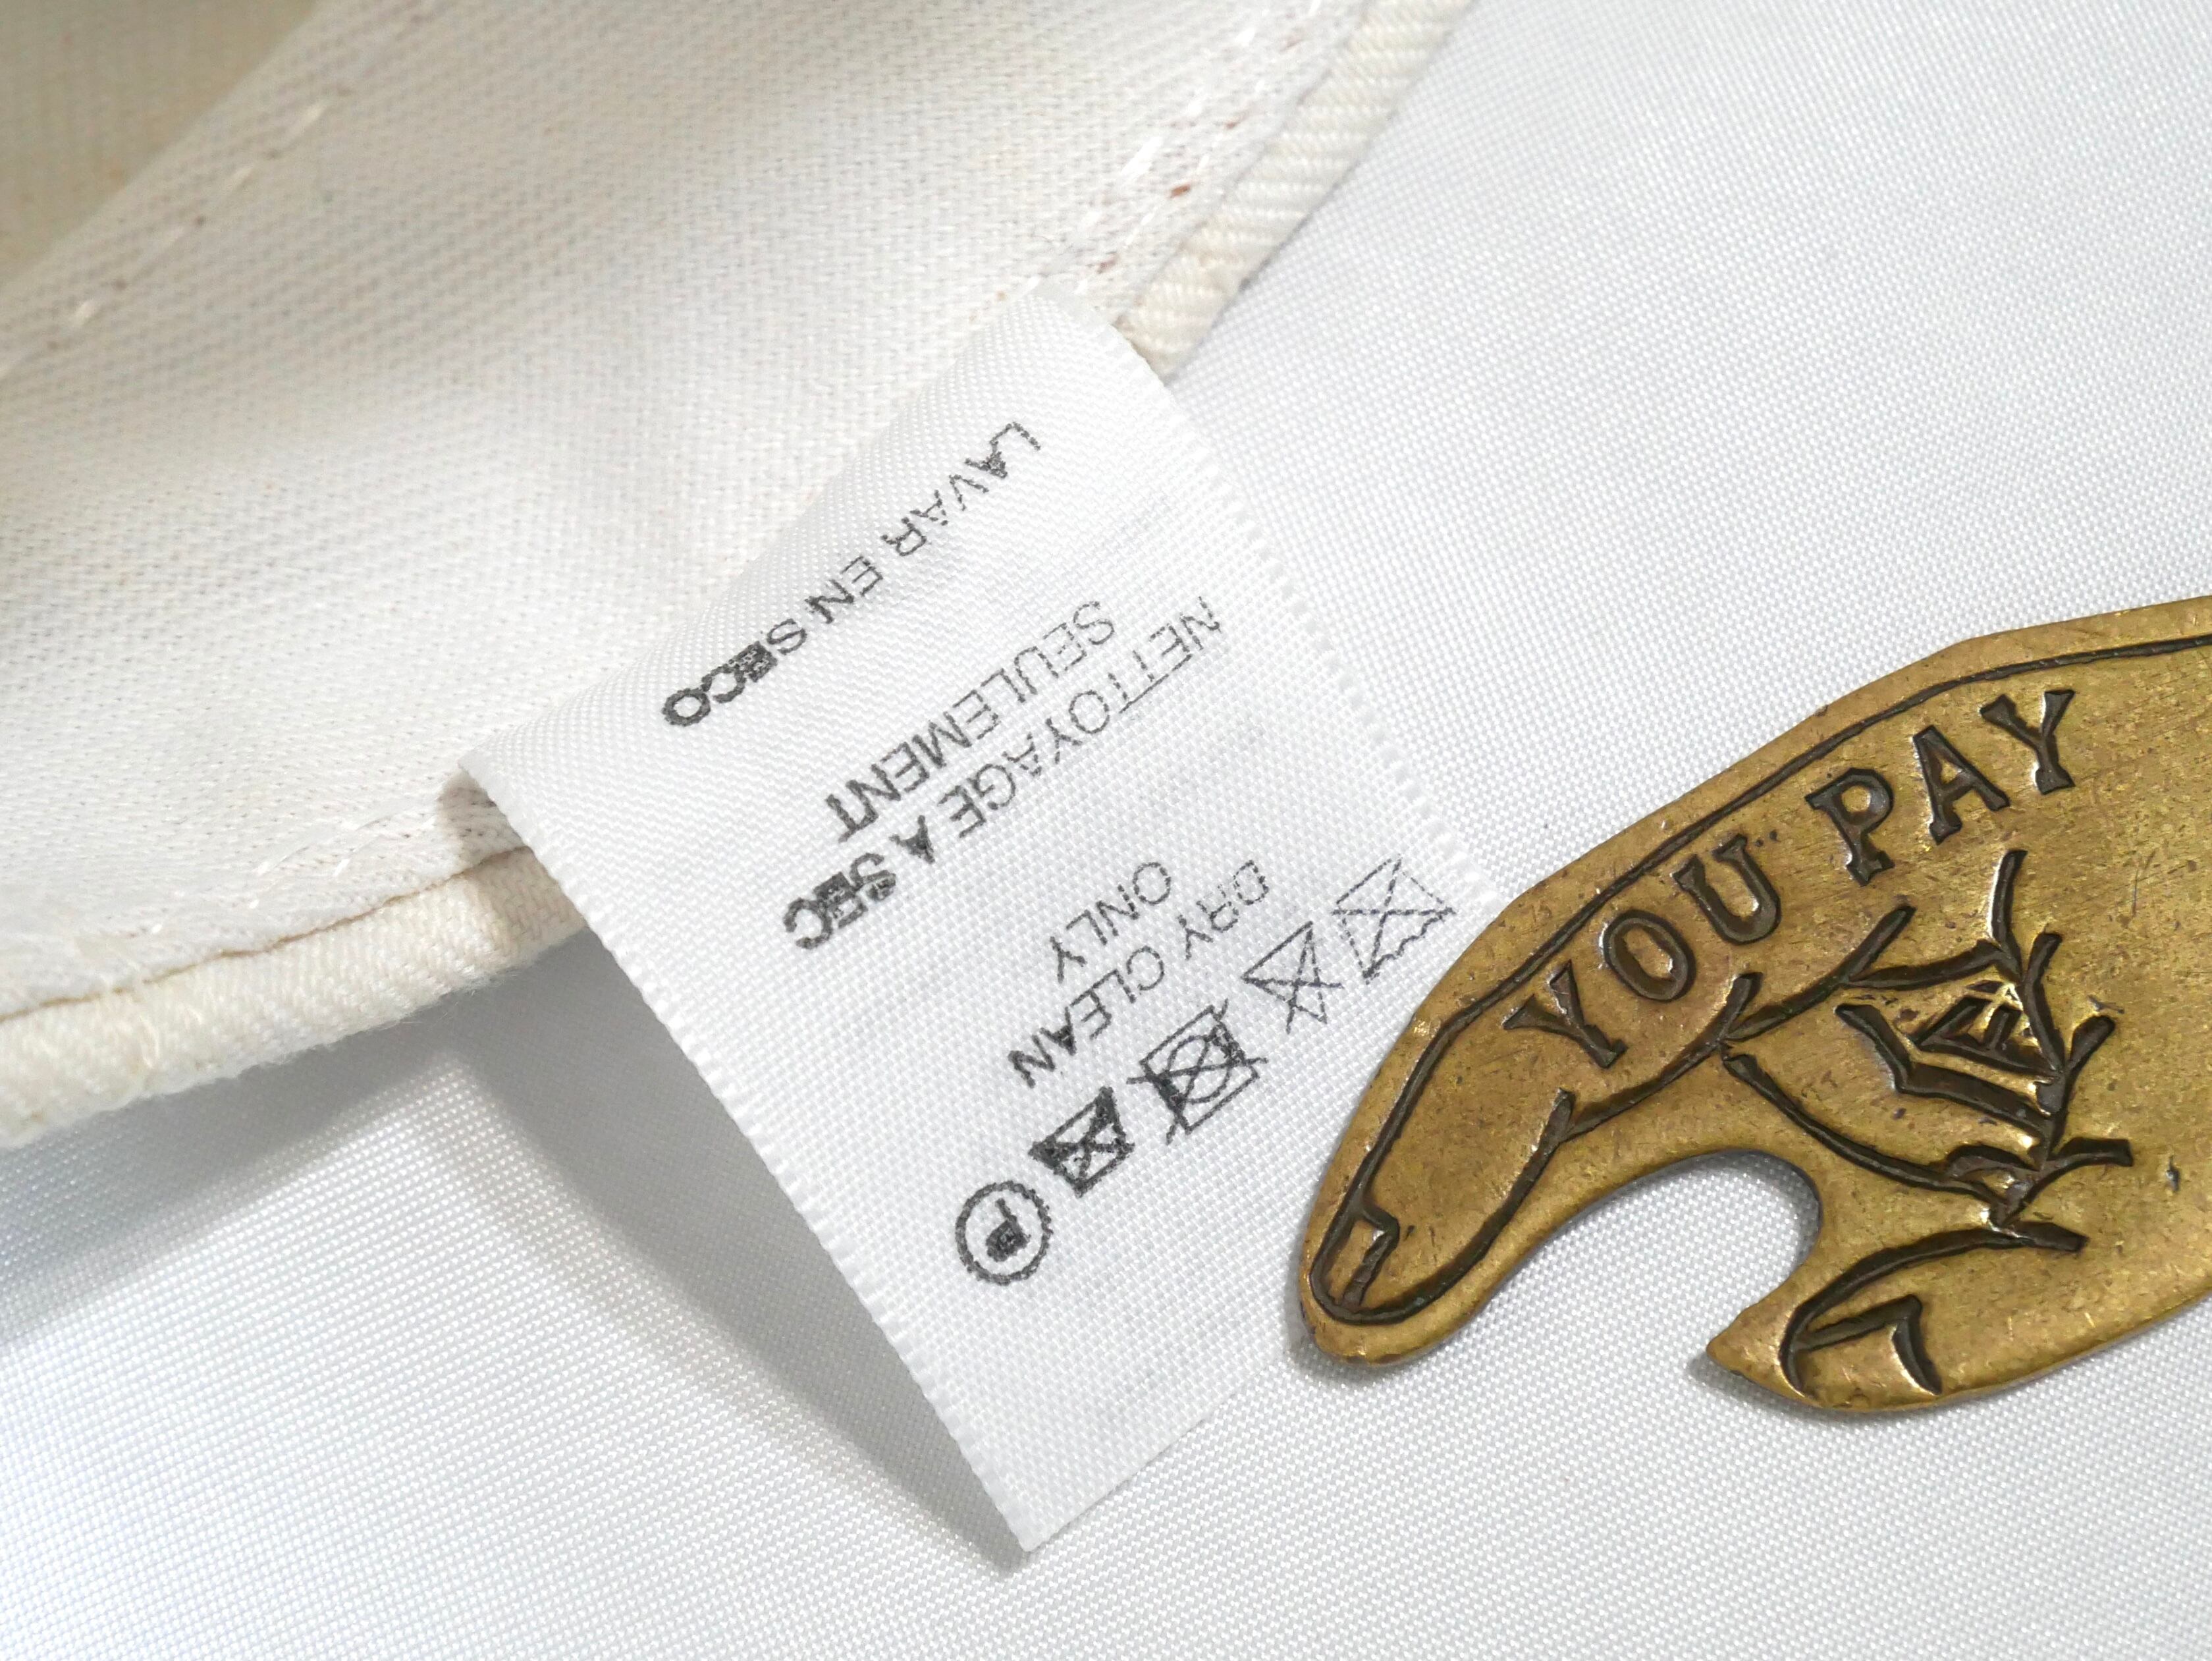 DRY CLEAN
ONLY
NETTOYAGE A SEC
SEULEMENT
LAVAR EN SECO
P
YOU PAY